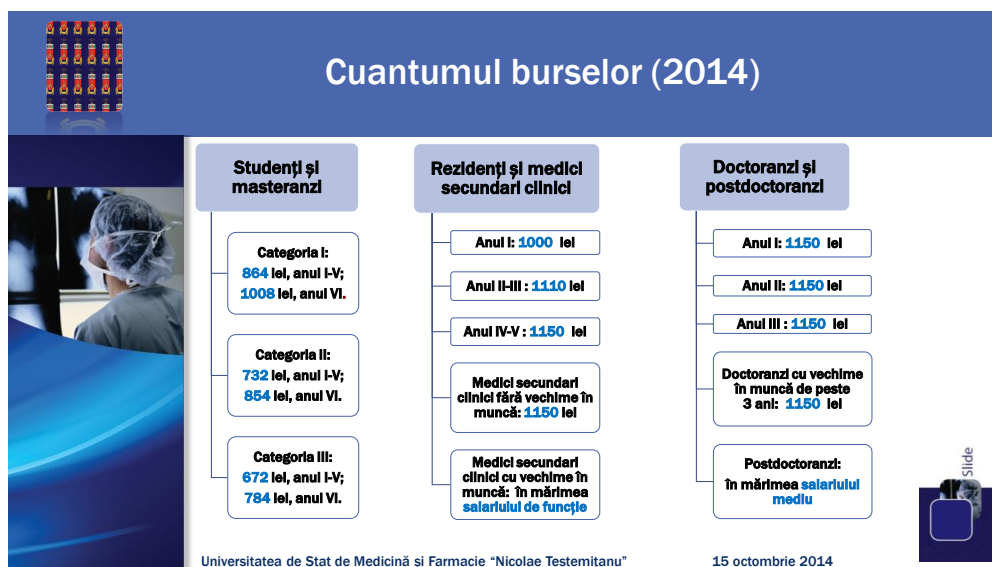 Cuantumul burselor (2014)
Studenți și
masteranzi
Categoria I:
864 lei, anul I-V;
1008 lei, anul VI.
Categoria II:
732 lei, anul I-V;
854 lei, anul VI.
Categoria III:
672 lei, anul I-V;
784 lei, anul VI.
Rezidenți și medici
secundari clinici
Anul I: 1000 lei
Anul II-III : 1110 lei
Anul IV-V : 1150 lei
Medici secundari
clinici fără vechime în
muncă: 1150 lei
Medici secundari
clinici cu vechime în
muncă: în mărimea
salariului de funcție
Doctoranzi și
postdoctoranzi
Anul I: 1150 lei
Anul II: 1150 lei
Anul III : 1150 lei
Doctoranzi cu vechime
în muncă de peste
3 ani: 1150 lei
Postdoctoranzi:
în mărimea salariului
mediu
Slide
Universitatea de Stat de Medicină și Farmacie “Nicolae Testemițanu”
15 octombrie 2014